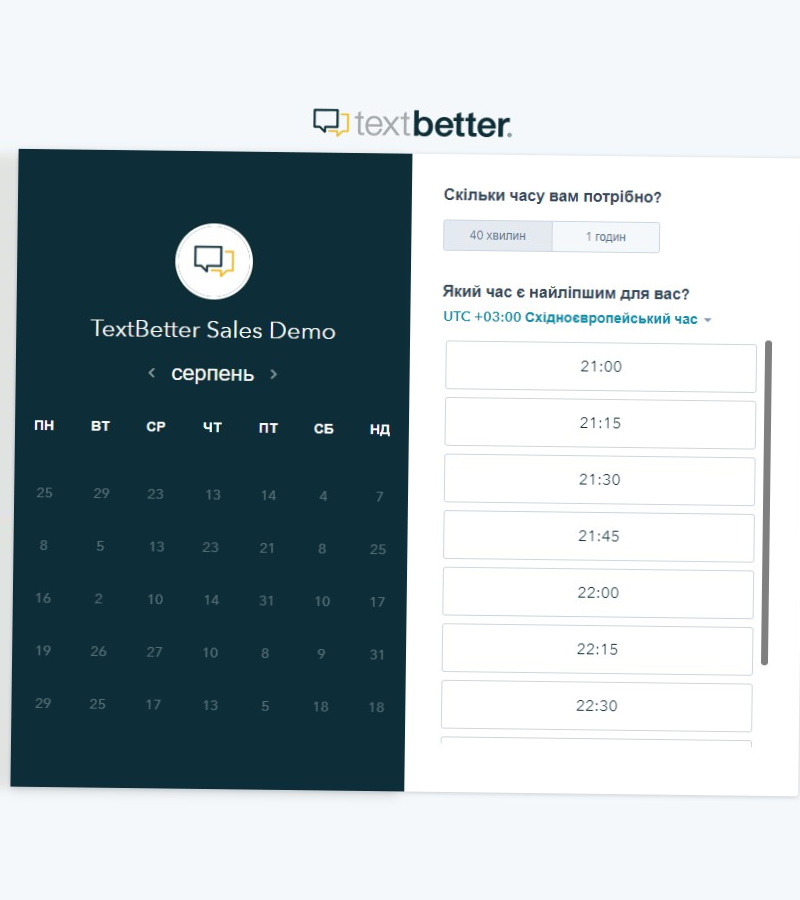 textbetter.
TextBetter Sales Demo
серпень
ПН ВТ СР ЧТ ПТ СБ НД
25 29 23 13 14 4 7
8 5 13 23 21 8 25
16 2 10 14 31 10 17
19 26 27 10 8 9 31
29 25 17 13 5 18 18
Скільки часу вам потрібно?
40 хвилин 1 годин
Який час є найліпшим для вас?
UTC +03:00 Східноєвропейський час
21:00
21:15
21:30
21:45
22:00
22:15
22:30